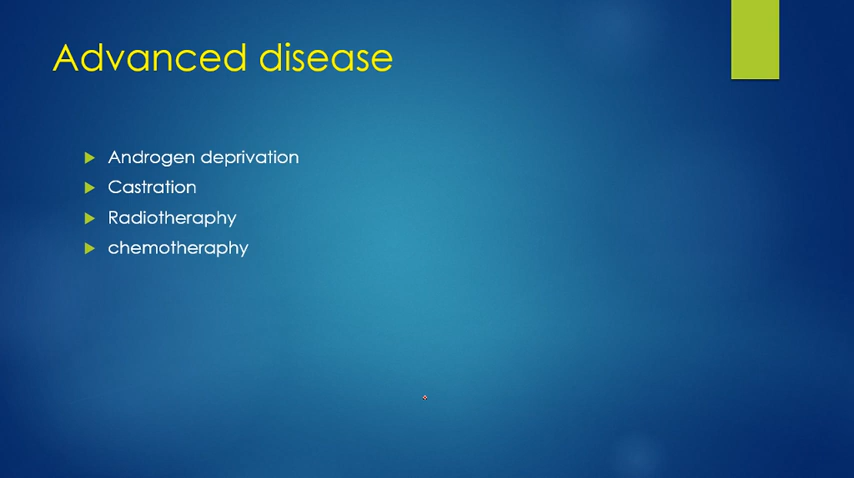 Advanced disease
Androgen deprivation
Castration
Radiotheraphy
chemotheraphy